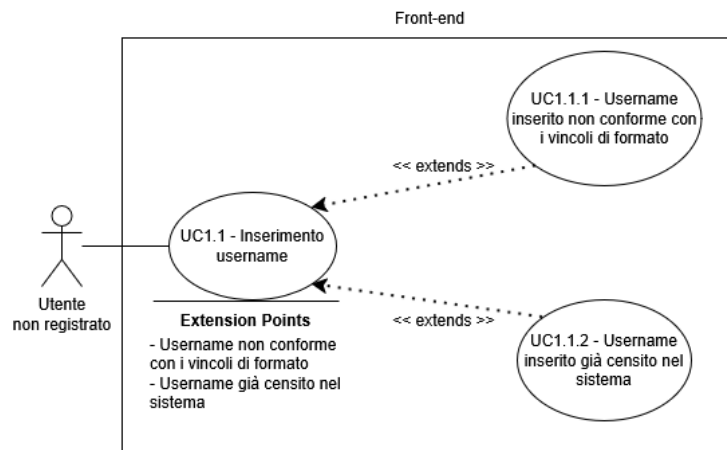 Front-end
UC1.1.1 - Username
inserito non conforme con
i vincoli di formato
<< extends >>
UC1.1 - Inserimento
username
Utente
non registrato
Extension Points
- Username non conforme
con i vincoli di formato
- Username già censito nel
sistema
<< extends >>
UC1.1.2 - Username
inserito già censito nel
sistema